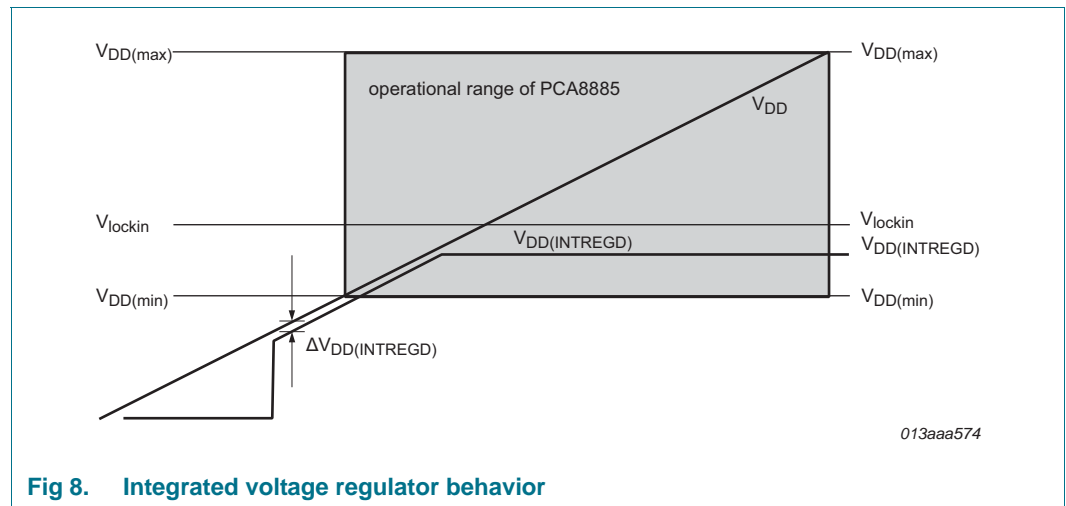 VDD(max)
VDD(max)
operational range of PCA8885
VDD
Vlockin
Vlockin
VDD(INTREGD)
VDD(INTREGD)
VDD(min)
VDD(min)
ΔVDD(INTREGD)
013aaa574
Fig 8. Integrated voltage regulator behavior